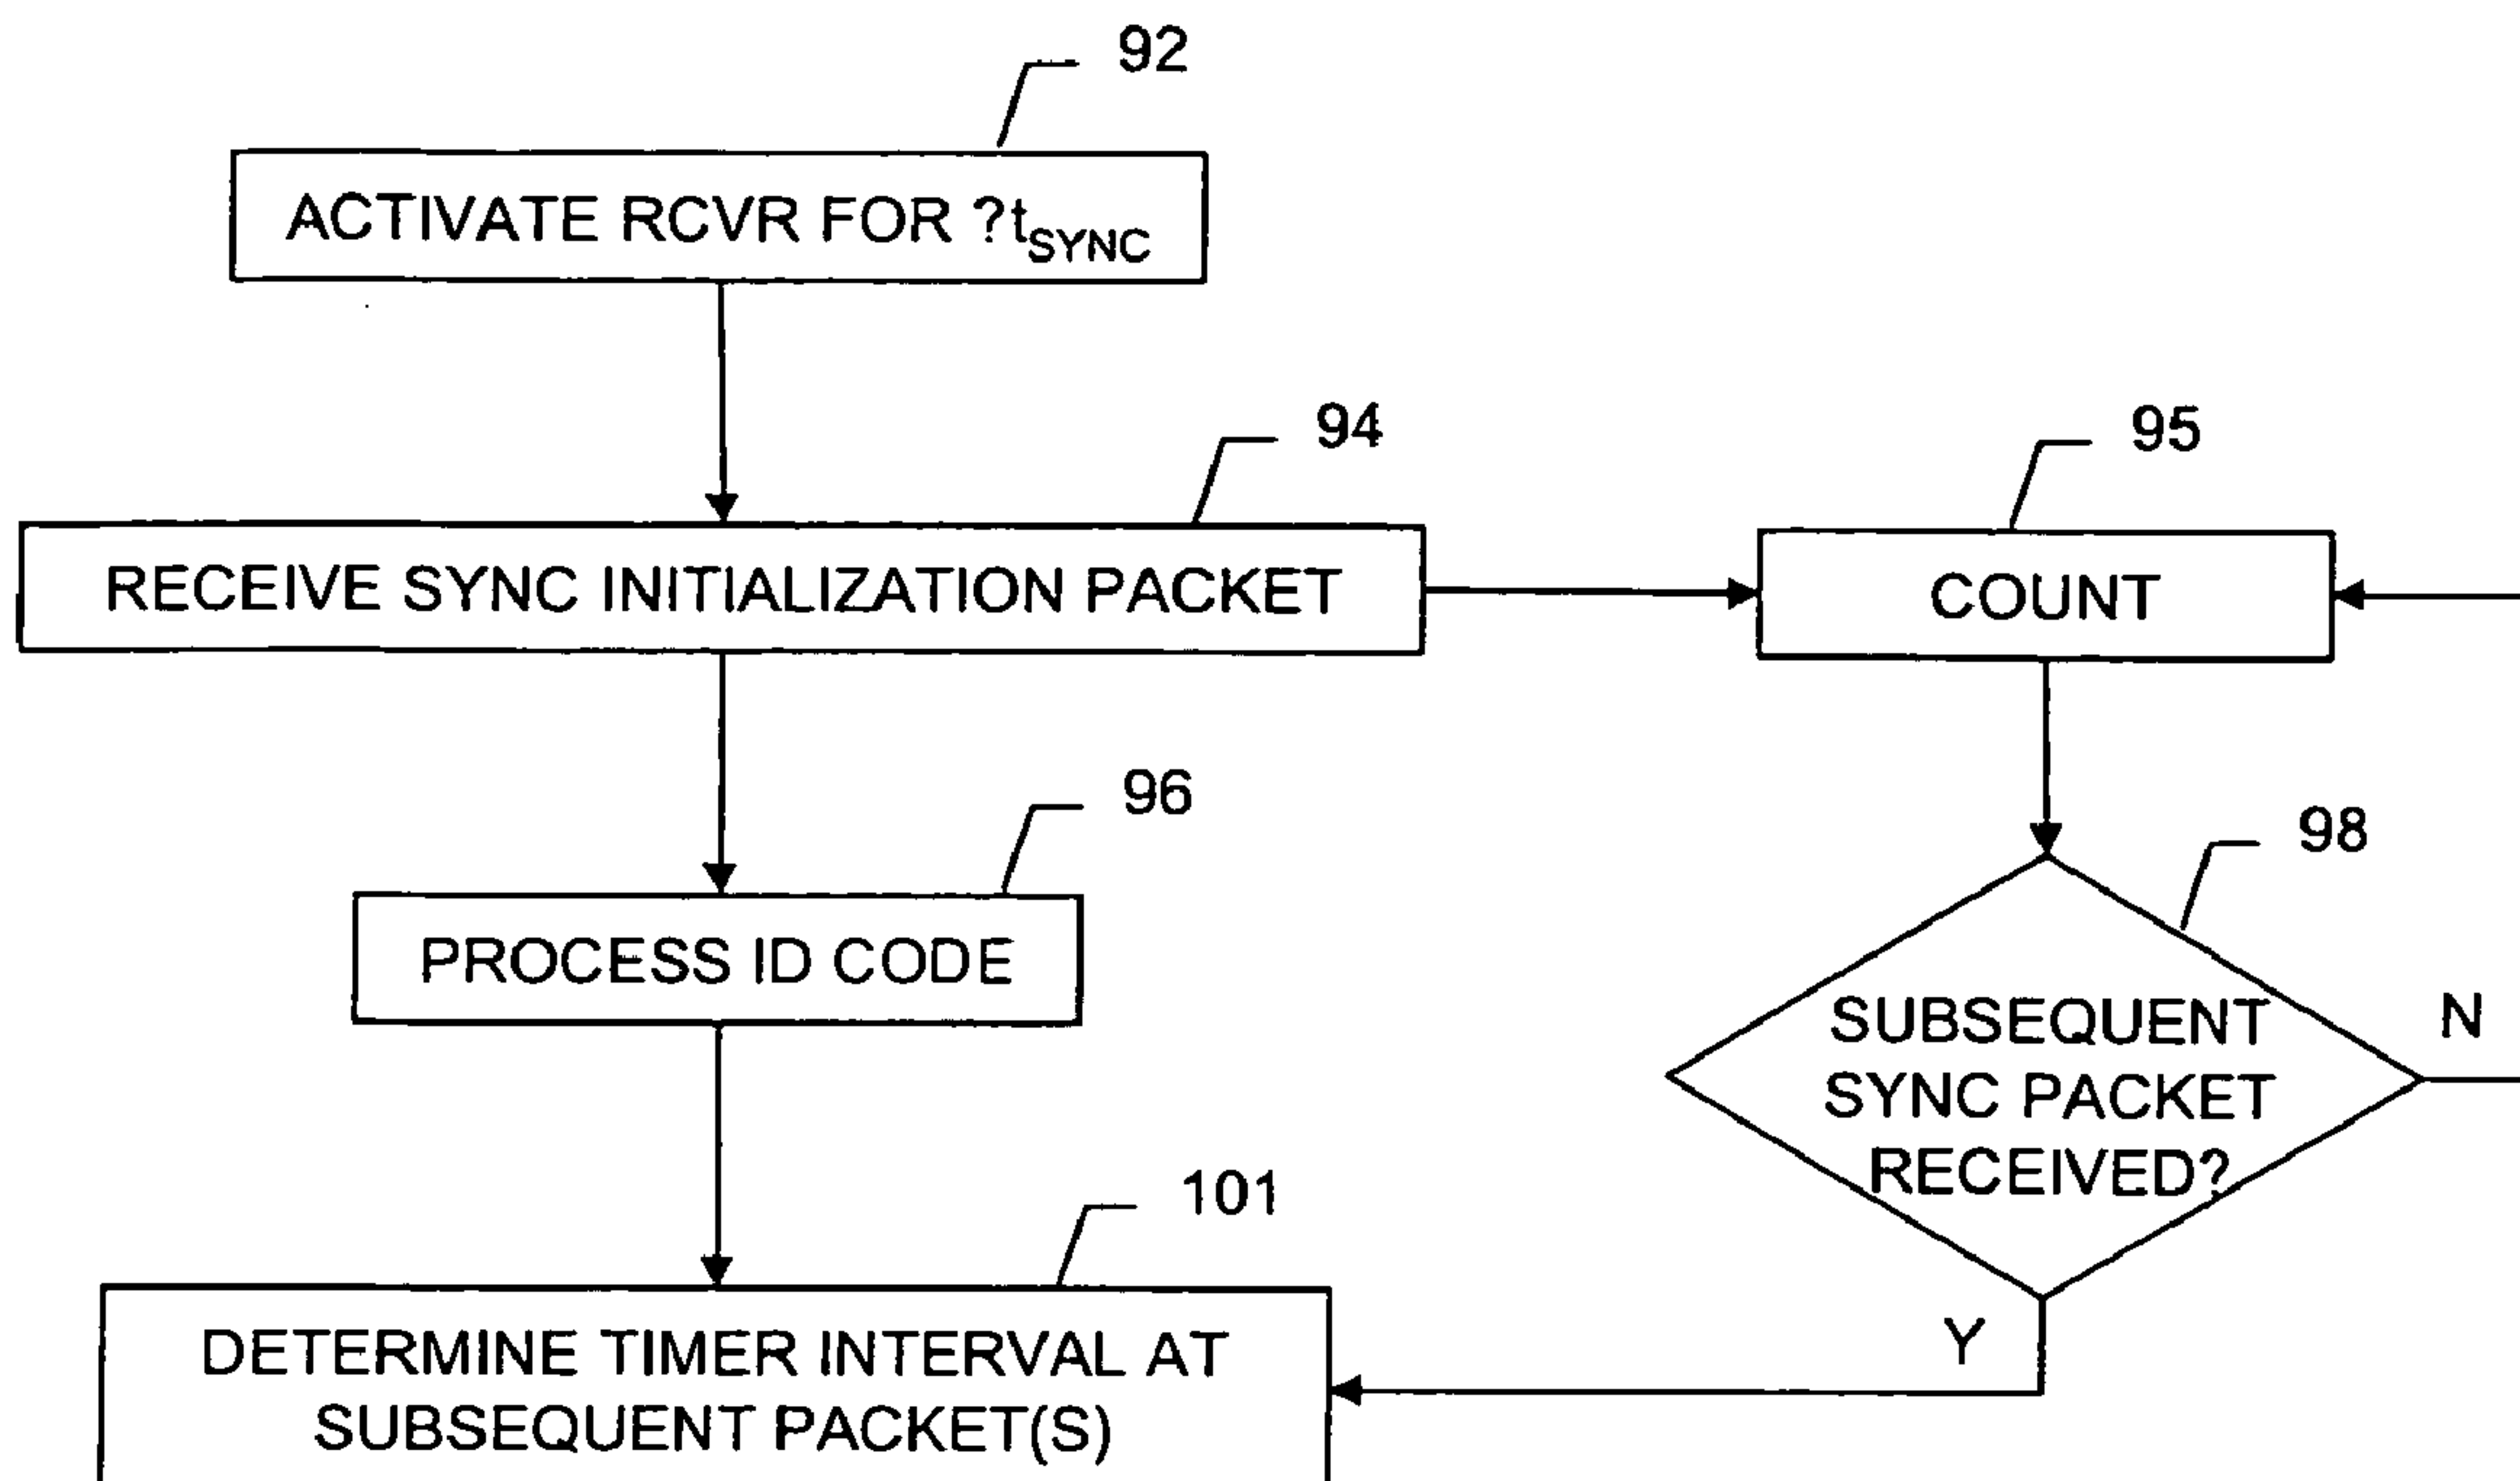 92
ACTIVATE RCVR FOR ?tSYNC
94
RECEIVE SYNC INITIALIZATION PACKET
95
COUNT
96
PROCESS ID CODE
98
SUBSEQUENT
SYNC PACKET
RECEIVED?
N
Y
101
DETERMINE TIMER INTERVAL AT
SUBSEQUENT PACKET(S)